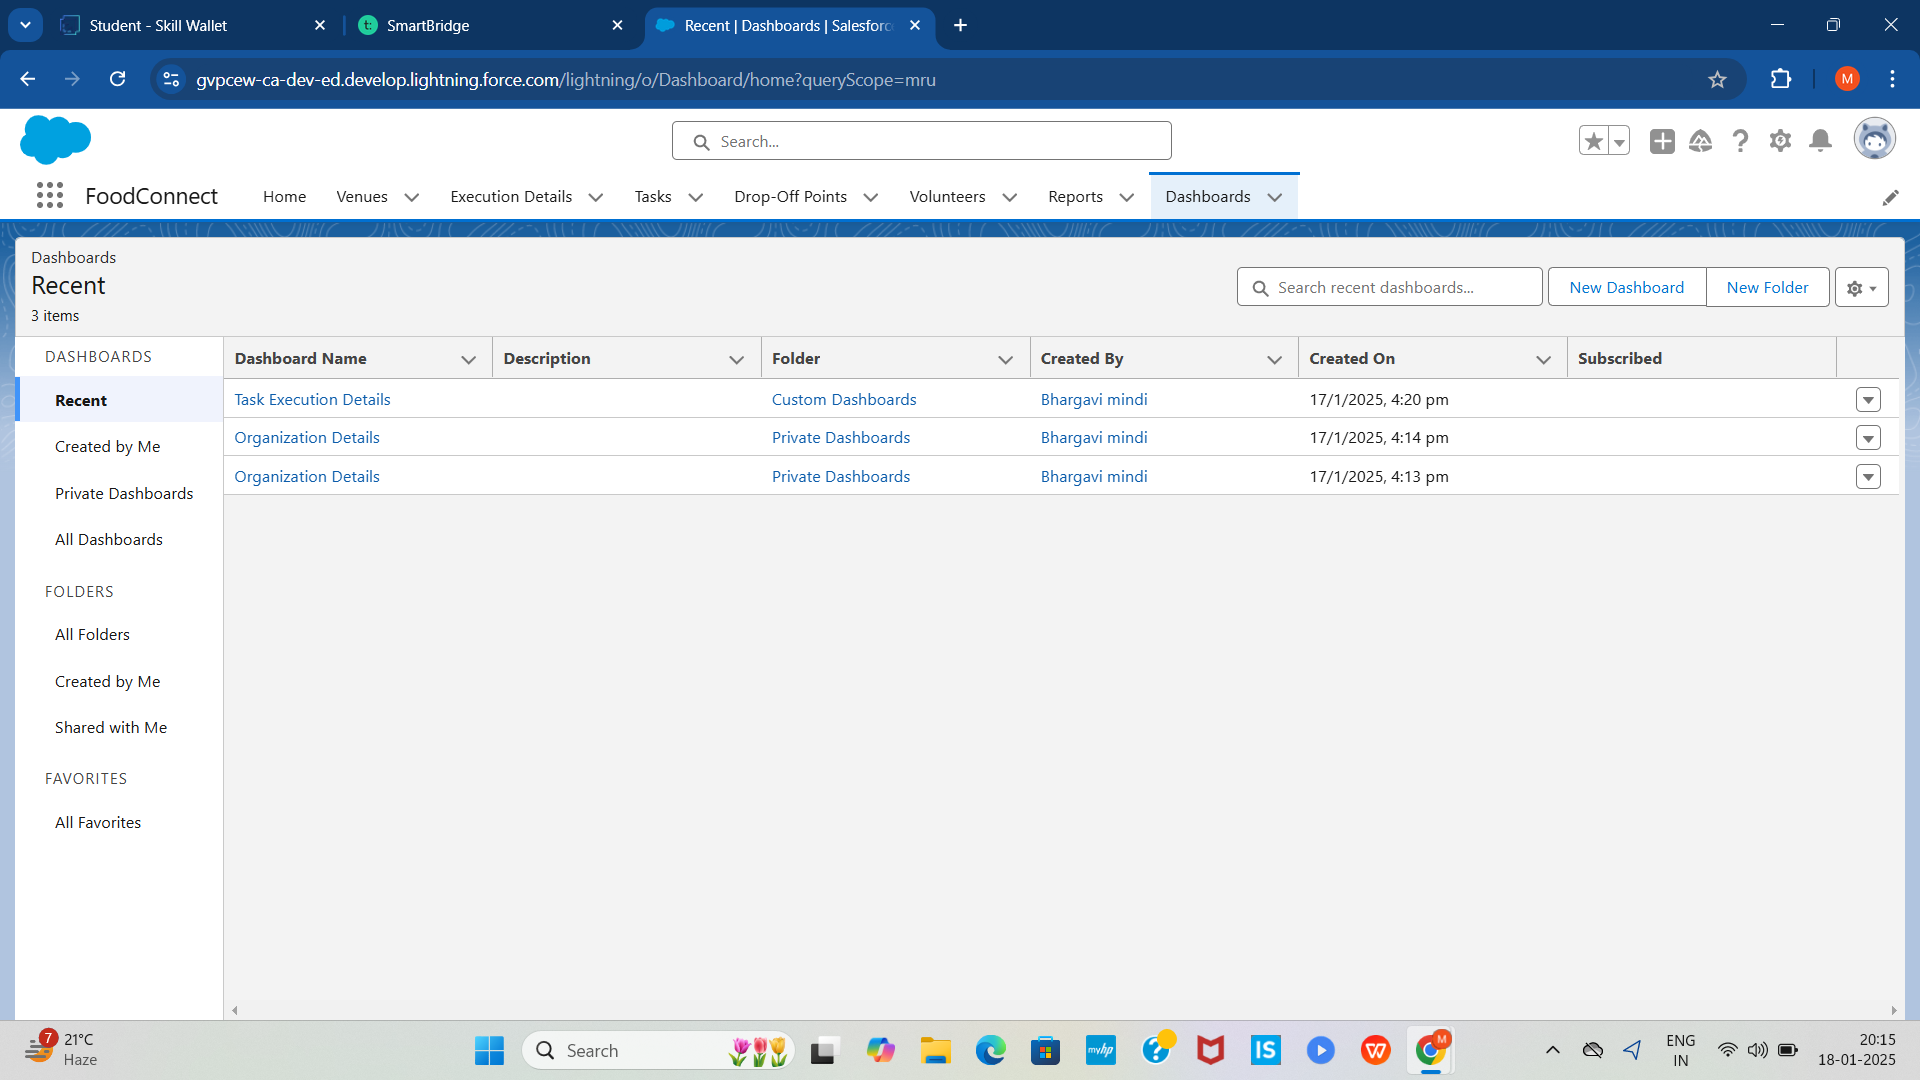 Student - Skill Wallet
SmartBridge
Recent | Dashboards | Salesforc
gvpcew-ca-dev-ed.develop.lightning.force.com/lightning/o/Dashboard/home?queryScope=mru
M
Search...
FoodConnect
Home
Venues
Execution Details
Tasks
Drop-Off Points
Volunteers
Reports
Dashboards
Dashboards
Recent
3 items
Search recent dashboards...
New Dashboard
New Folder
DASHBOARDS
Recent
Created by Me
Private Dashboards
All Dashboards
FOLDERS
All Folders
Created by Me
Shared with Me
FAVORITES
All Favorites
Dashboard Name Description Folder Created By Created On Subscribed
Task Execution Details Custom Dashboards Bhargavi mindi 17/1/2025, 4:20 pm
Organization Details Private Dashboards Bhargavi mindi 17/1/2025, 4:14 pm
Organization Details Private Dashboards Bhargavi mindi 17/1/2025, 4:13 pm
7
21°C
Haze
Search
myhp
IS
M
ENG
IN
20:15
18-01-2025